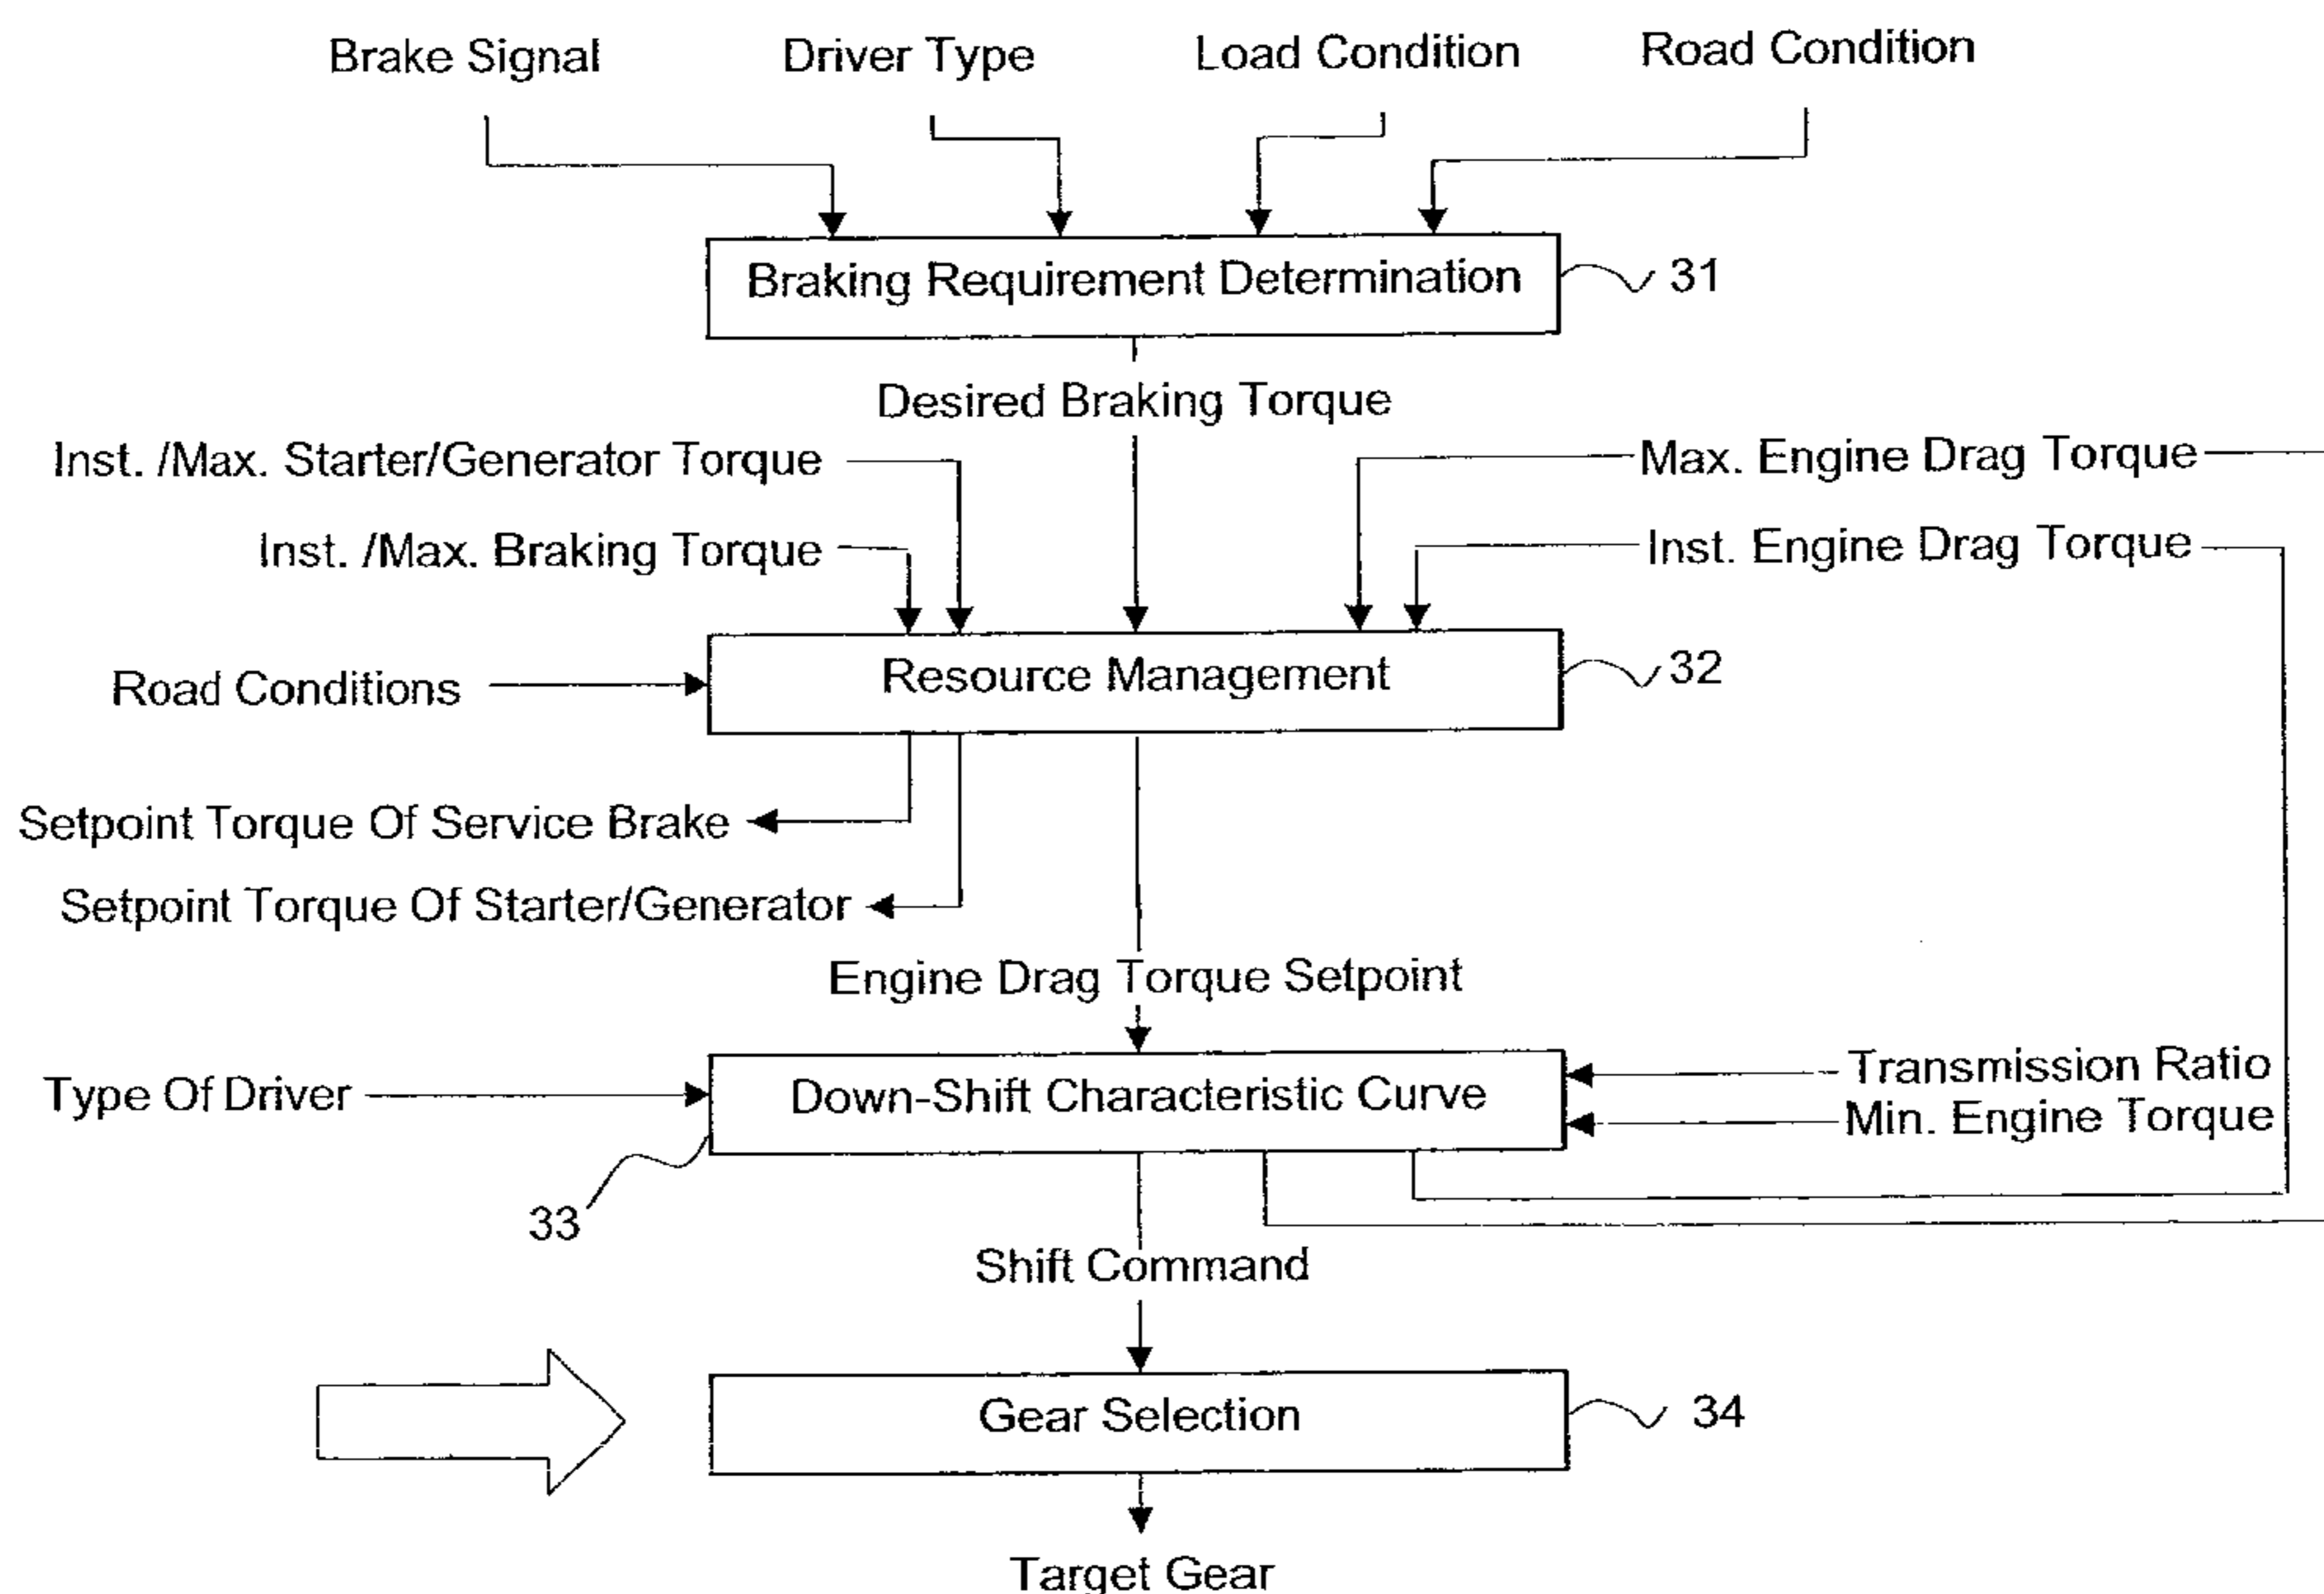 Brake Signal
Driver Type
Load Condition
Road Condition
Braking Requirement Determination
31
Desired Braking Torque
Inst. /Max. Starter/Generator Torque
Max. Engine Drag Torque
Inst. /Max. Braking Torque
Inst. Engine Drag Torque
Road Conditions
Resource Management
32
Setpoint Torque Of Service Brake
Setpoint Torque Of Starter/Generator
Engine Drag Torque Setpoint
Type Of Driver
Down-Shift Characteristic Curve
Transmission Ratio
Min. Engine Torque
33
Shift Command
Gear Selection
34
Target Gear